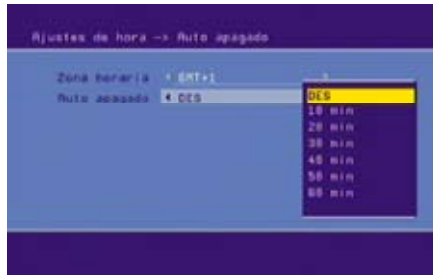 Ajustes de hora -> Auto apagado
Zona horaria GMT+1
Auto apagado DES
DES
10 min
20 min
30 min
40 min
50 min
60 min